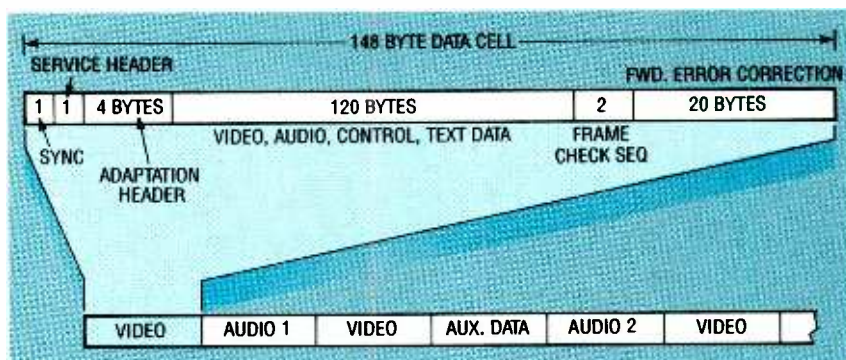 148 BYTE DATA CELL
SERVICE HEADER
FWD. ERROR CORRECTION
1 1 4 BYTES 120 BYTES 2 20 BYTES
SYNC
ADAPTATION HEADER
VIDEO, AUDIO, CONTROL, TEXT DATA
FRAME CHECK SEQ
VIDEO AUDIO 1 VIDEO AUX. DATA AUDIO 2 VIDEO